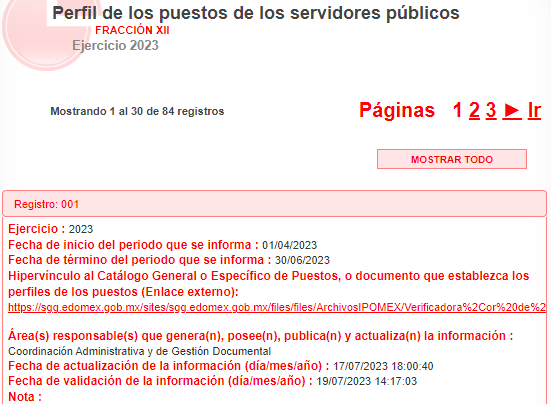 Perfil de los puestos de los servidores públicos
FRACCIÓN XII
Ejercicio 2023
Mostrando 1 al 30 de 84 registros
Páginas 1 2 3 ► Ir
MOSTRAR TODO
Registro: 001
Ejercicio : 2023
Fecha de inicio del periodo que se informa : 01/04/2023
Fecha de término del periodo que se informa : 30/06/2023
Hipervínculo al Catálogo General o Específico de Puestos, o documento que establezca los
perfiles de los puestos (Enlace externo):
https://sgg.edomex.gob.mx/sites/sgg.edomex.gob.mx/files/files/ArchivosIPOMEX/Verificadora%2Cor%20de%2
Área(s) responsable(s) que genera(n), posee(n), publica(n) y actualiza(n) la información :
Coordinación Administrativa y de Gestión Documental
Fecha de actualización de la información (día/mes/año) : 17/07/2023 18:00:40
Fecha de validación de la información (día/mes/año) : 19/07/2023 14:17:03
Nota :